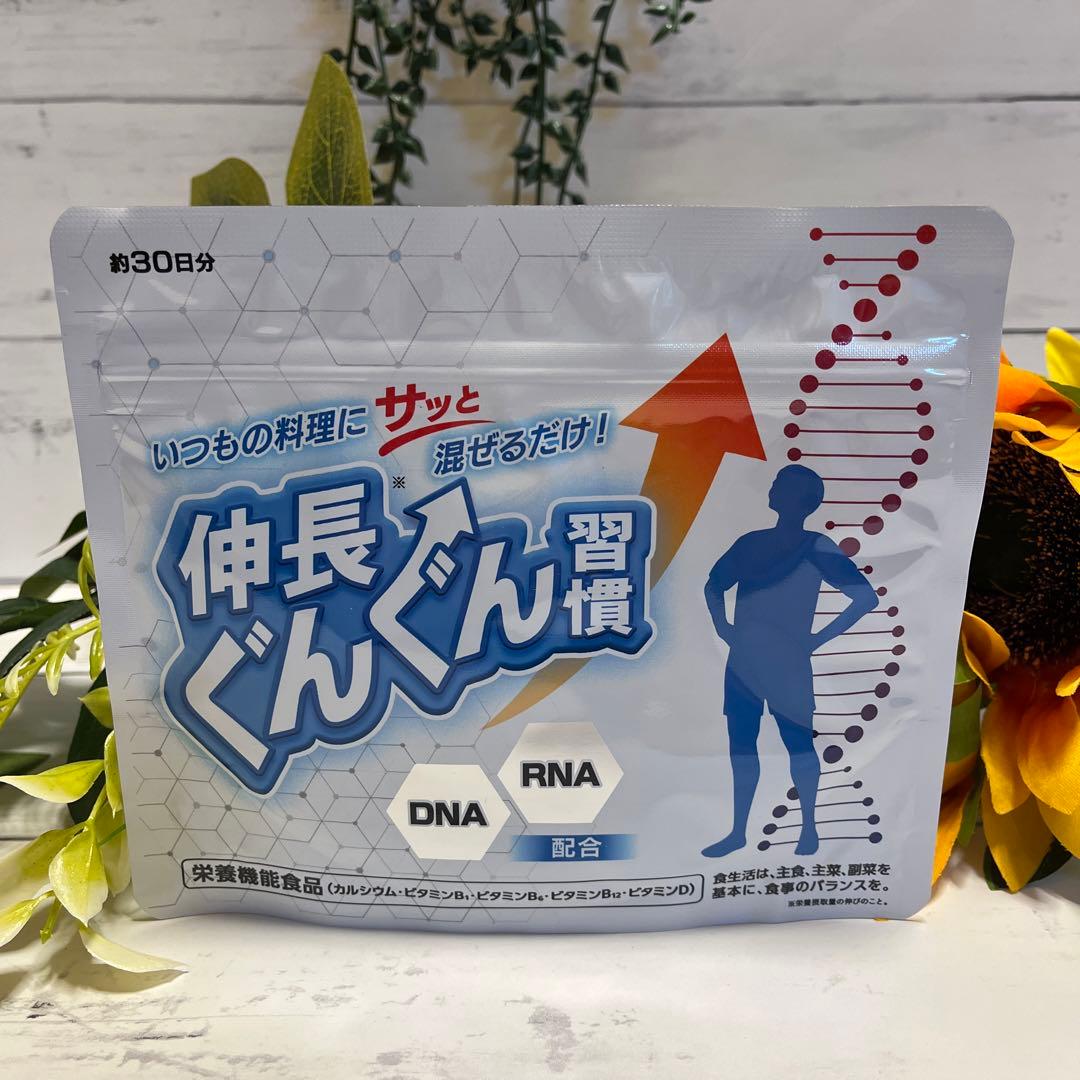 約30日分
いつもの料理に サッと
混ぜるだけ!
伸長※
ぐんぐん習慣
DNA
RNA
配合
栄養機能食品(カルシウム・ビタミンB₁・ビタミンB₆・ビタミンB₁₂・ビタミンD)
食生活は、主食、主菜、副菜を
基本に、食事のバランスを。
※栄養摂取量の伸びのこと。